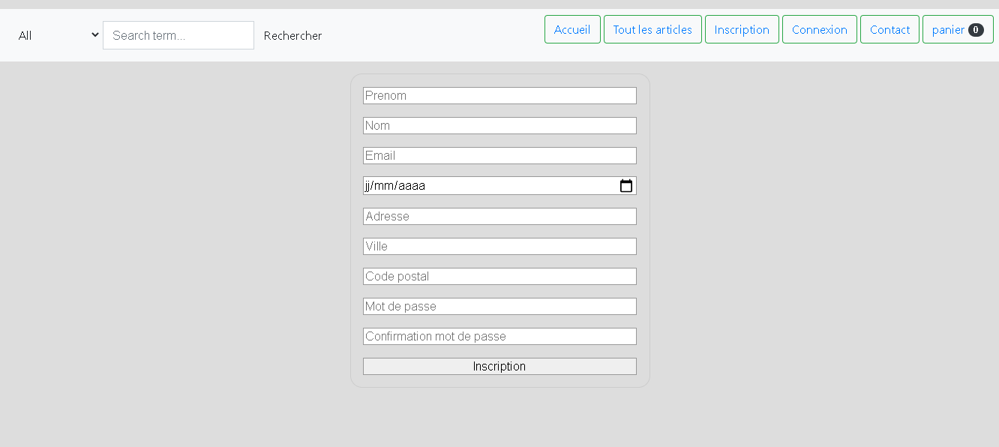 All Search term... Rechercher Accueil Tout les articles Inscription Connexion Contact panier 0
Prenom
Nom
Email
jj/mm/aaaa
Adresse
Ville
Code postal
Mot de passe
Confirmation mot de passe
Inscription